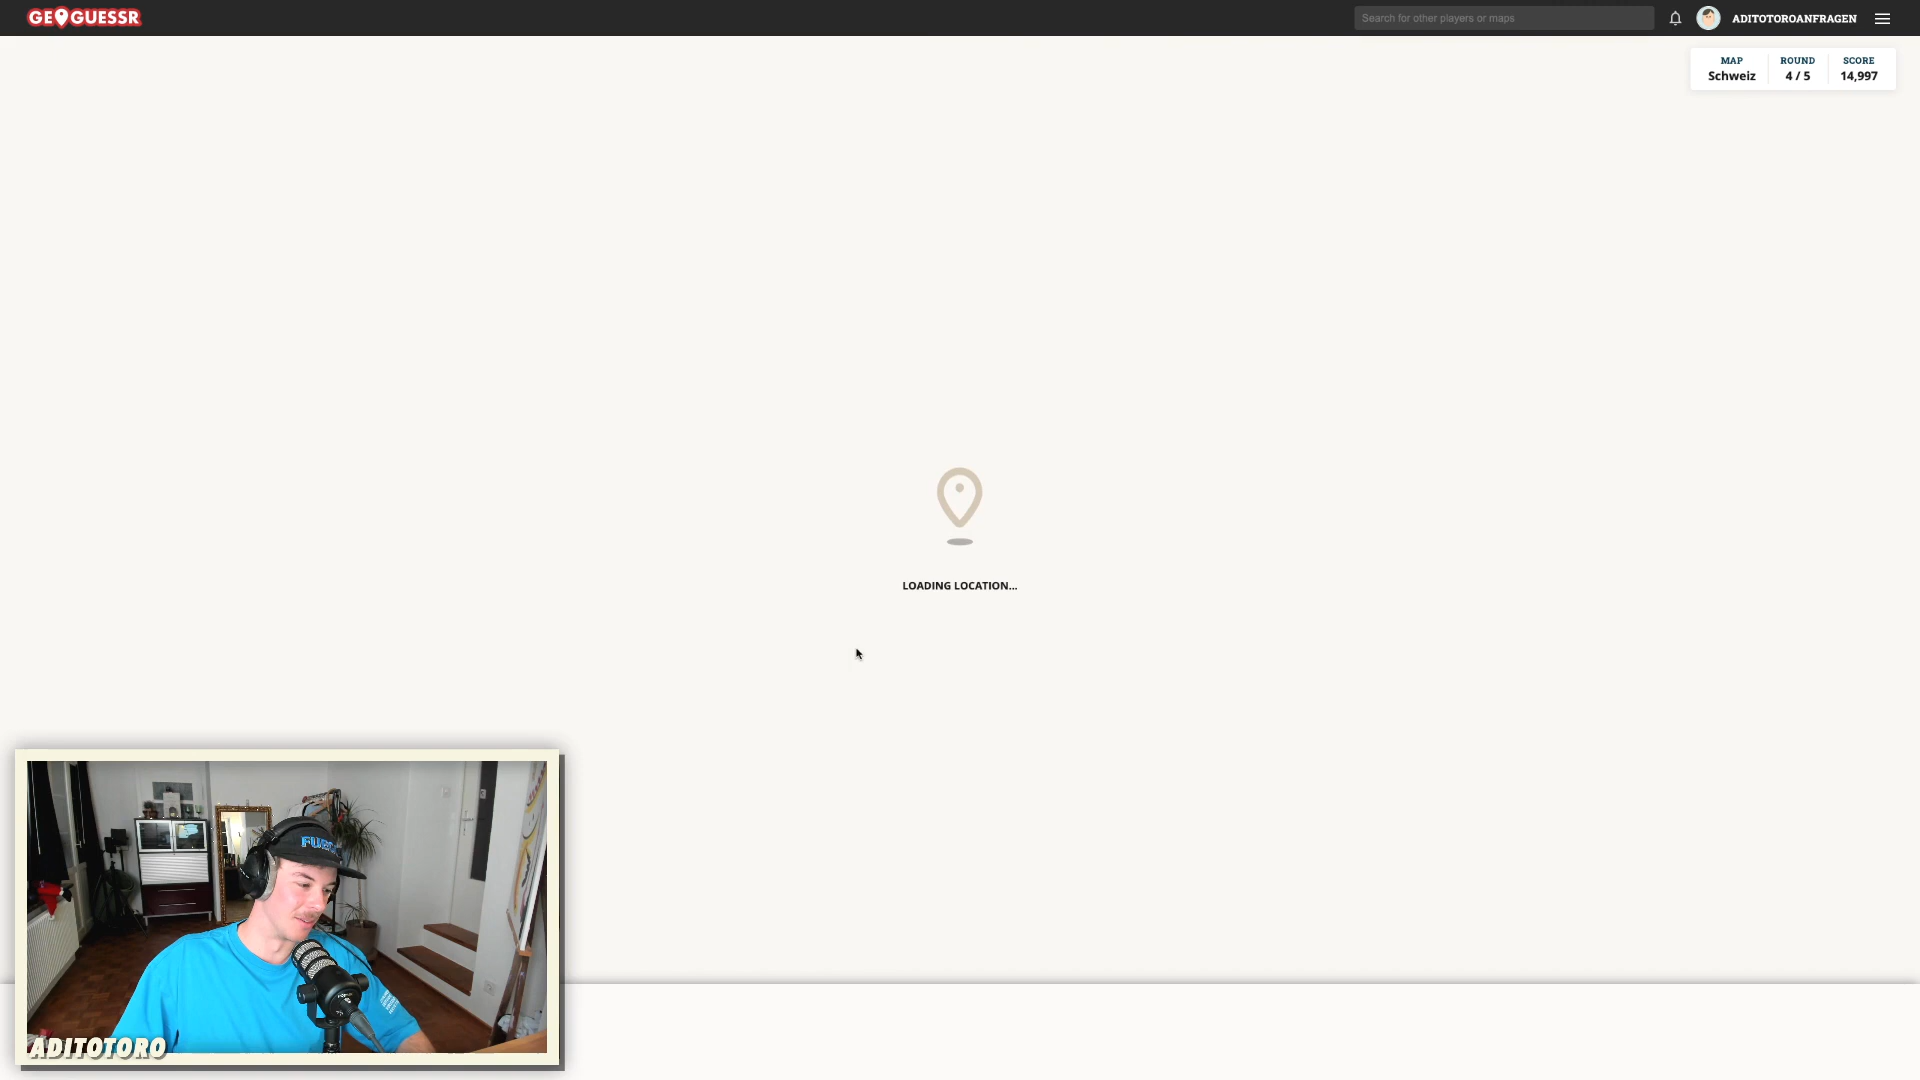 GEOGUESSR
Search for other players or maps
ADITOTOROANFRAGEN
MAP
Schweiz
ROUND
4 / 5
SCORE
14,997
LOADING LOCATION...
ADITOTORO